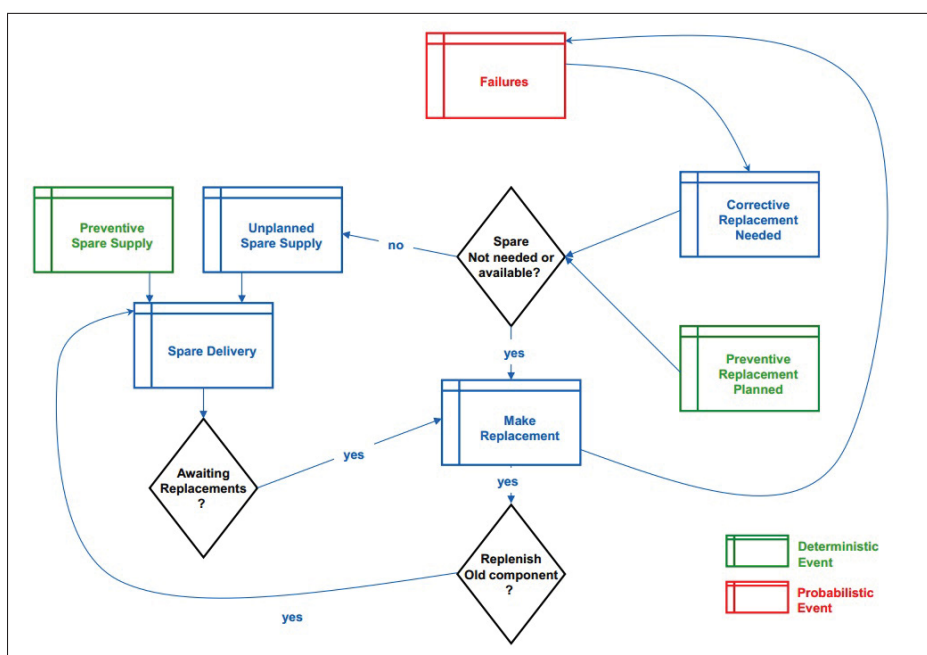 Failures
Preventive
Spare Supply
Unplanned
Spare Supply
no
Spare
Not needed or
available?
Corrective
Replacement
Needed
Spare Delivery
yes
Preventive
Replacement
Planned
Make
Replacement
yes
Awaiting
Replacements
?
yes
Replenish
Old component
?
yes
Deterministic
Event
Probabilistic
Event